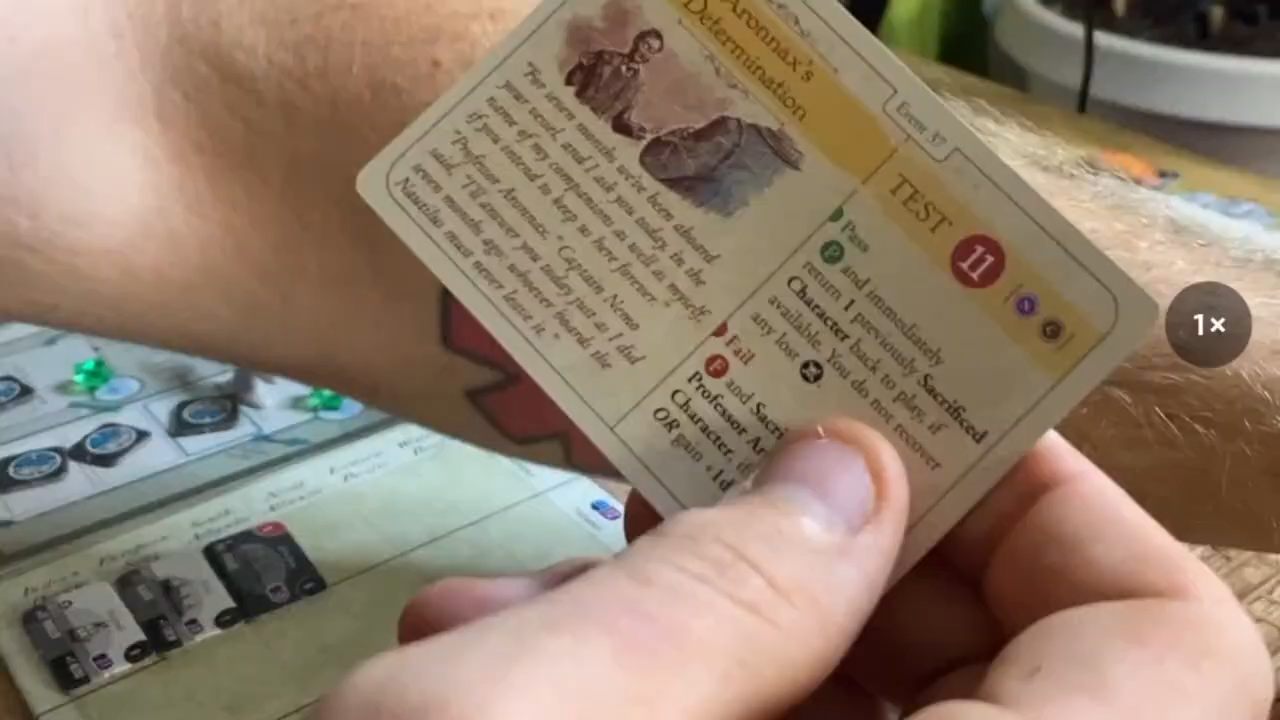 Aronnax's
Determination
"For seven months we've been aboard
your vessel, and I ask you today, in the
name of my companions as well as myself,
if you intend to keep us here forever."
"Professor Aronnax," Captain Nemo
said, "I'll answer you today just as I did
seven months ago: whoever boards the
Nautilus must never leave it."
Event 37
TEST 11
Pass
P and immediately
return 1 previously Sacrificed
Character back to play, if
available. You do not recover
any lost
Fail
F and Sacri
Professor Ar
Character, if
OR gain +1d
1×